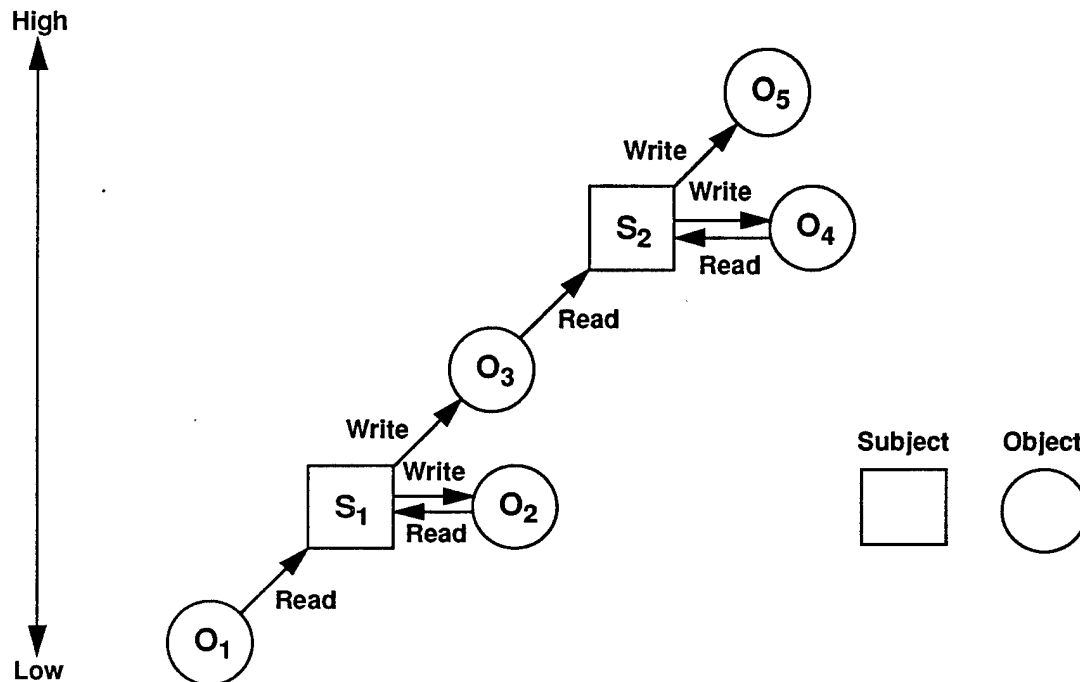 High
O5
Write
Write
S2
O4
Read
Read
O3
Write
Subject
Object
Write
S1
O2
Read
Read
O1
Low